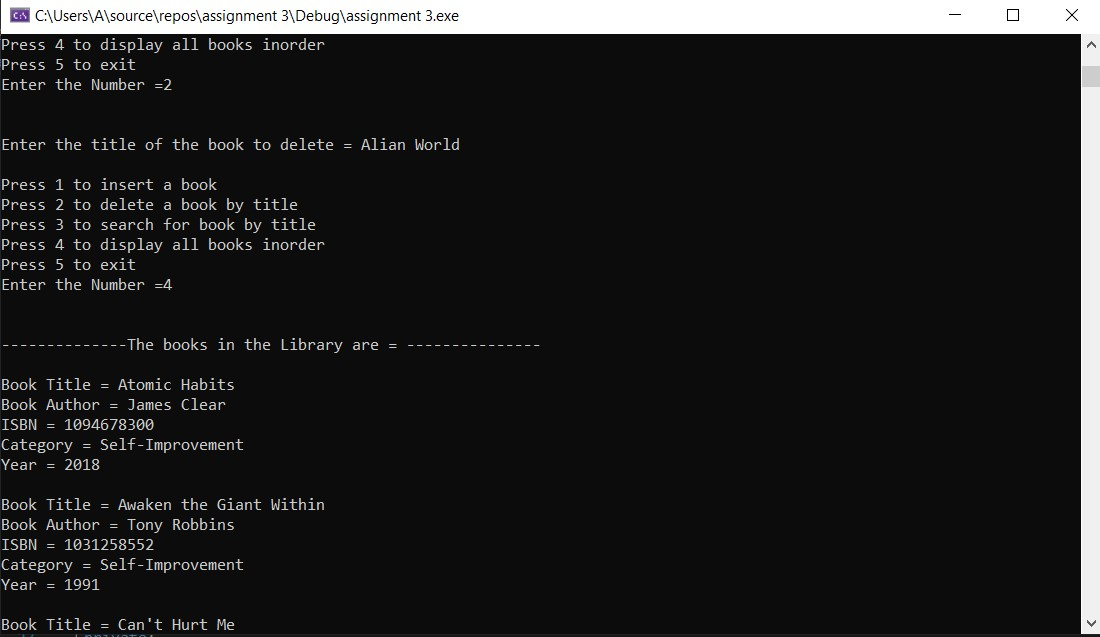 C:\Users\A\source\repos\assignment 3\Debug\assignment 3.exe
Press 4 to display all books inorder
Press 5 to exit
Enter the Number =2
Enter the title of the book to delete = Alian World
Press 1 to insert a book
Press 2 to delete a book by title
Press 3 to search for book by title
Press 4 to display all books inorder
Press 5 to exit
Enter the Number =4
--------------The books in the Library are = ---------------
Book Title = Atomic Habits
Book Author = James Clear
ISBN = 1094678300
Category = Self-Improvement
Year = 2018
Book Title = Awaken the Giant Within
Book Author = Tony Robbins
ISBN = 1031258552
Category = Self-Improvement
Year = 1991
Book Title = Can't Hurt Me